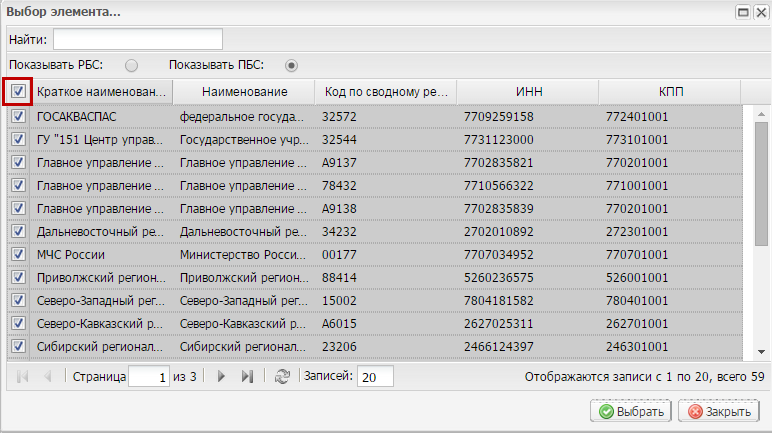 Выбор элемента...
Найти:
Показывать РБС: Показывать ПБС:
Краткое наименован... Наименование Код по сводному ре... ИНН КПП
ГОСАКВАСПАС федеральное госуда... 32572 7709259158 772401001
ГУ "151 Центр управ... Государственное учр... 32544 7731123000 773101001
Главное управление ... Главное управление ... А9137 7702835821 770201001
Главное управление ... Главное управление ... 78432 7710566322 771001001
Главное управление ... Главное управление ... А9138 7702835839 770201001
Дальневосточный ре... Дальневосточный ре... 34232 2702010892 272301001
МЧС России Министерство Росси... 00177 7707034952 770701001
Приволжский регион... Приволжский регион... 88414 5260236575 526001001
Северо-Западный рег... Северо-Западный рег... 15002 7804181582 780401001
Северо-Кавказский р... Северо-Кавказский р... А6015 2627025311 262701001
Сибирский регионал... Сибирский регионал... 23206 2466124397 246301001
Страница 1 из 3 Записей: 20 Отображаются записи с 1 по 20, всего 59
Выбрать Закрыть